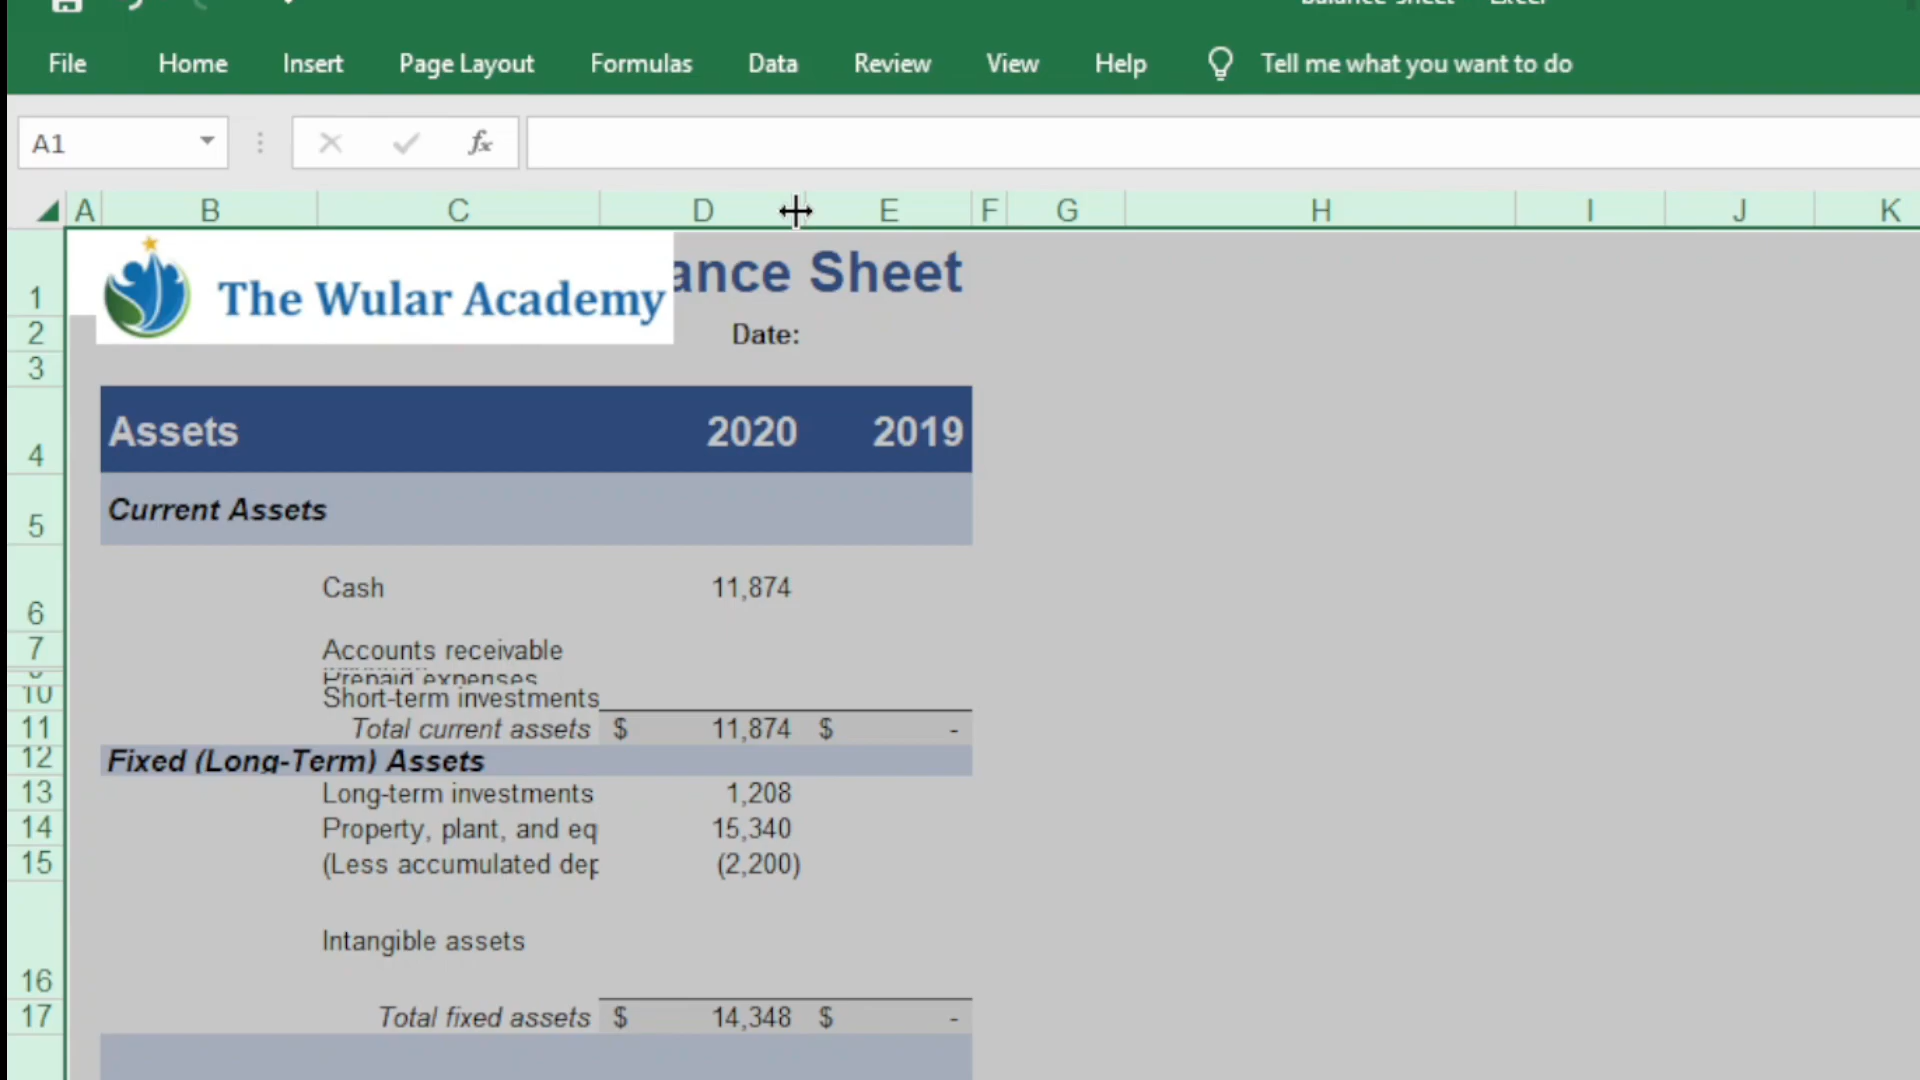 File Home Insert Page Layout Formulas Data Review View Help Tell me what you want to do
A1 fx
A B C D E F G H I J K
The Wular Academy
ance Sheet
1
2 Date:
3
4 Assets 2020 2019
5 Current Assets
6 Cash 11,874
7 Accounts receivable
Prepaid expenses
10 Short-term investments
11 Total current assets $ 11,874 $ -
12 Fixed (Long-Term) Assets
13 Long-term investments 1,208
14 Property, plant, and eq 15,340
15 (Less accumulated dep (2,200)
16 Intangible assets
17 Total fixed assets $ 14,348 $ -